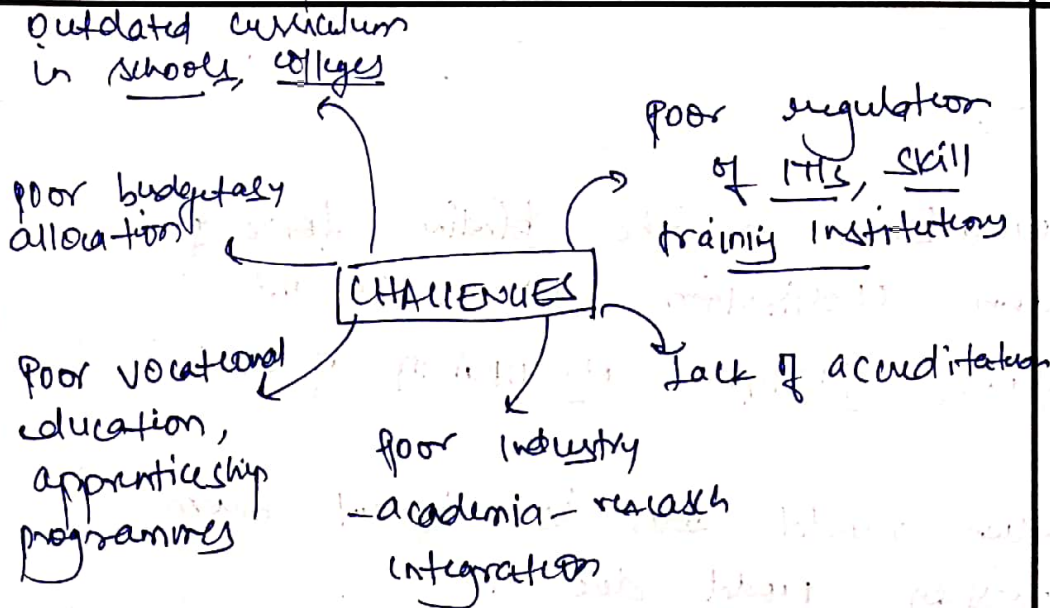 Outdated curriculum
in schools, colleges
poor regulation
of ITIs, skill
training Institutions
poor budgetary
allocation
CHALLENGES
Lack of accreditation
Poor vocational
education,
apprenticeship
programmes
poor industry
-academia- research
integration